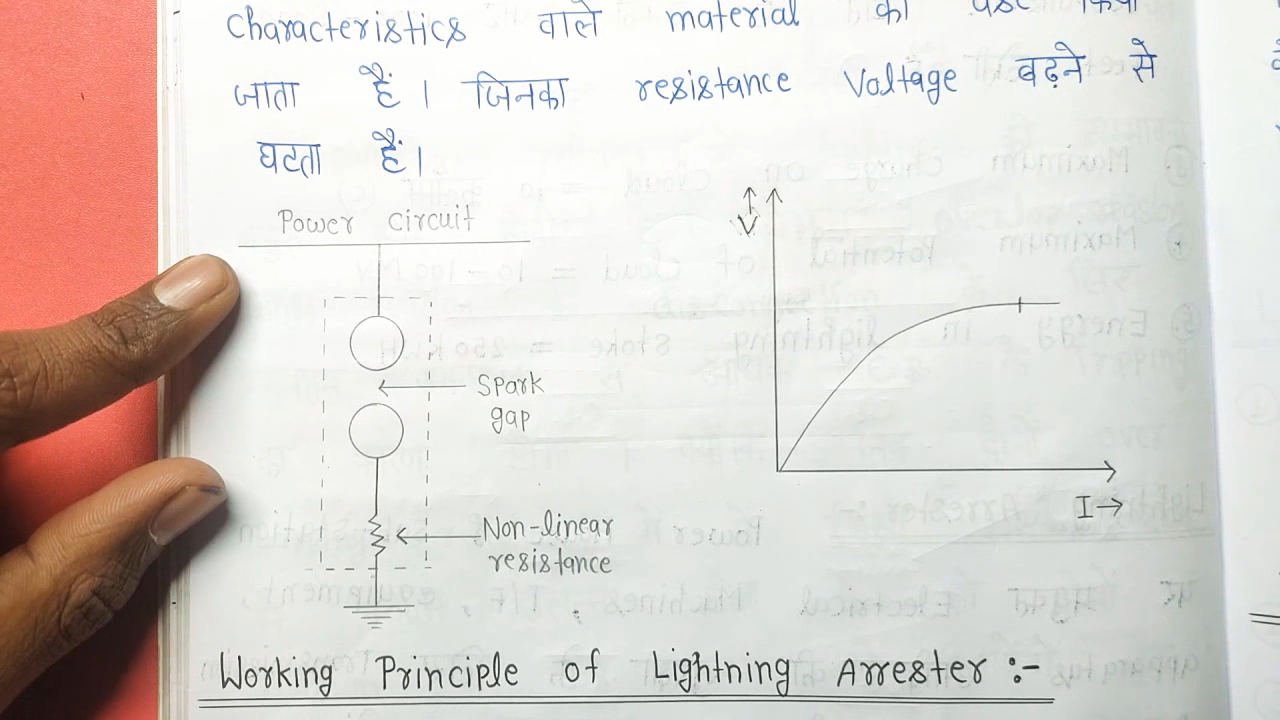 characteristics वाले material का use किया
जाता हैं। जिनका resistance Voltage बढ़ने से
घटता हैं।
Power circuit
Spark
gap
Non-linear
resistance
V
I→
Working Principle of Lightning Arrester :-